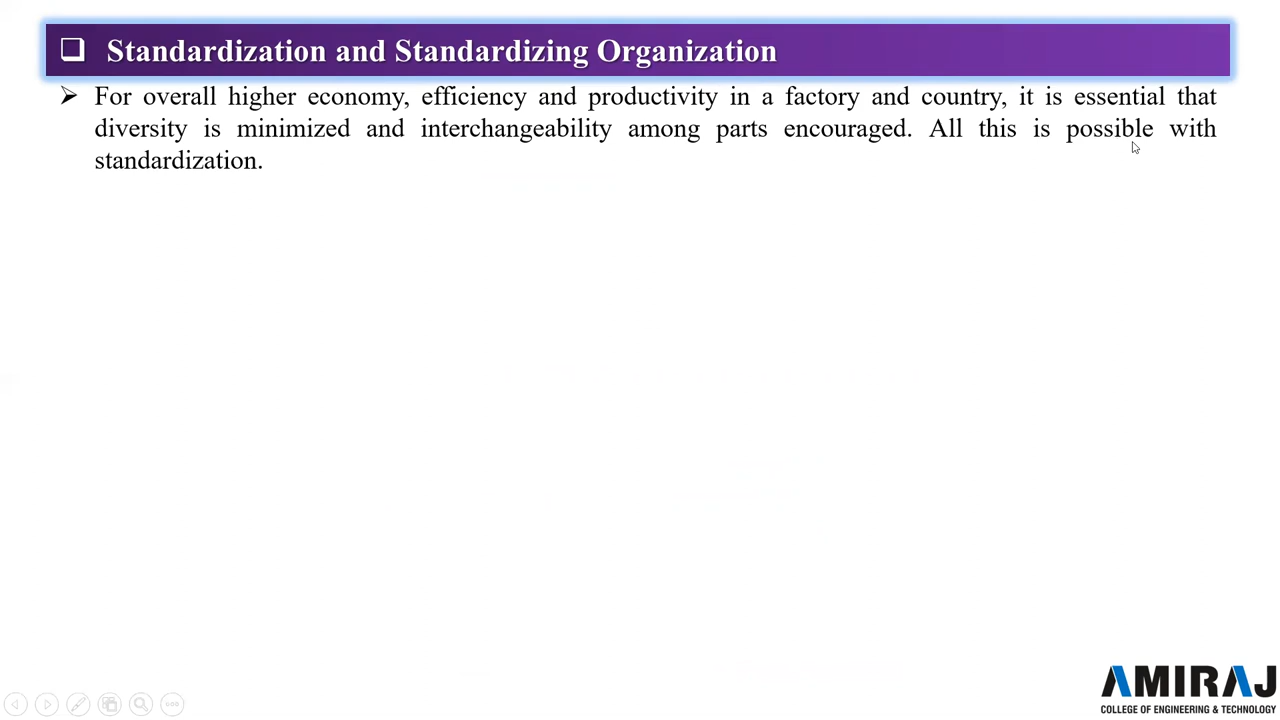 Standardization and Standardizing Organization
For overall higher economy, efficiency and productivity in a factory and country, it is essential that
diversity is minimized and interchangeability among parts encouraged. All this is possible with
standardization.
AMIRAJ
COLLEGE OF ENGINEERING & TECHNOLOGY